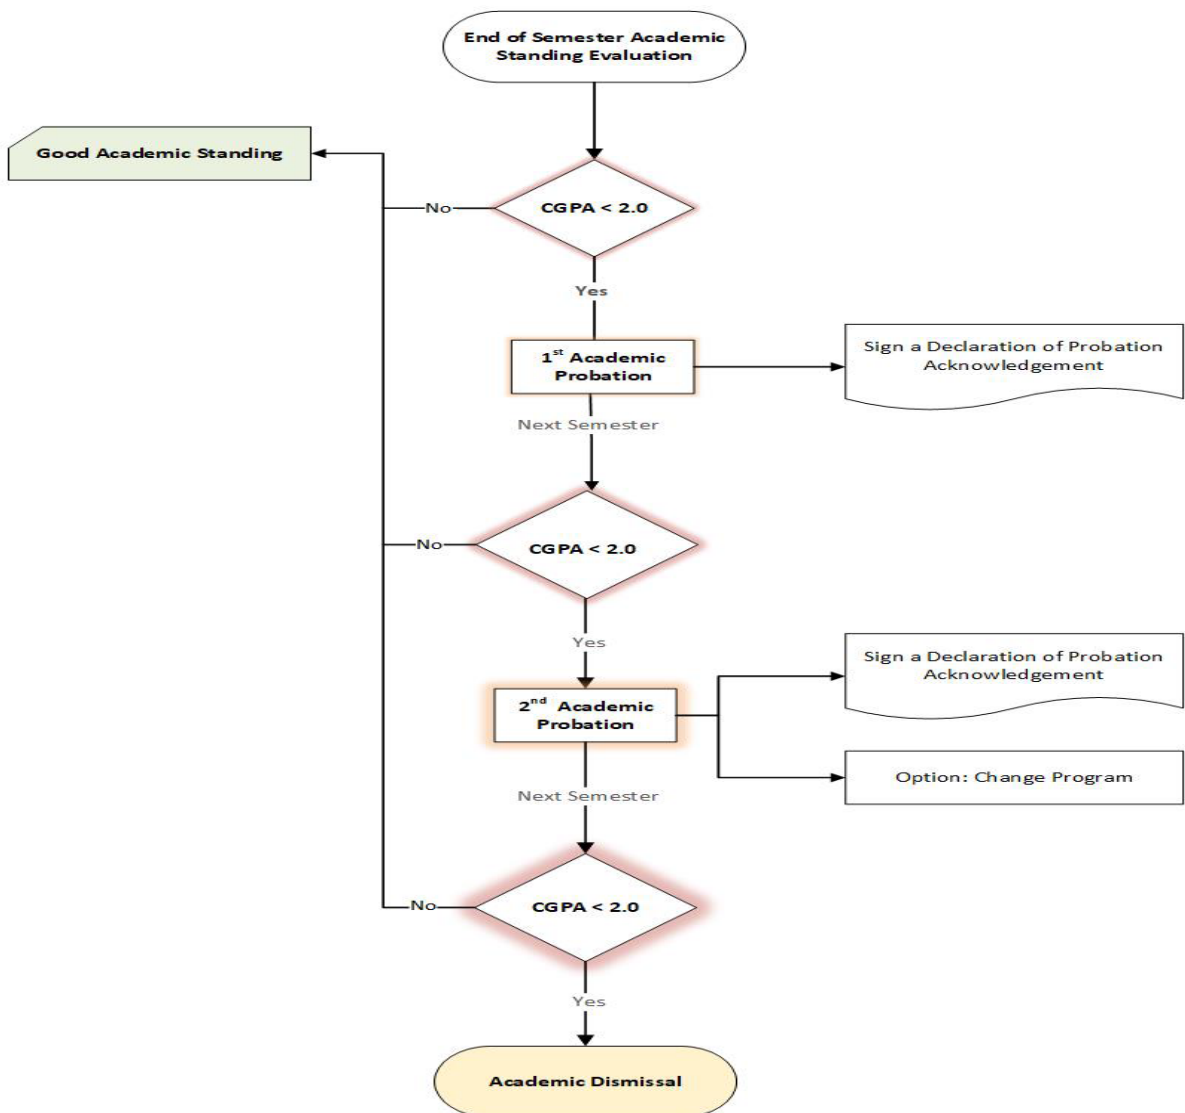 End of Semester Academic
Standing Evaluation
Good Academic Standing
CGPA < 2.0
No
Yes
1st Academic
Probation
Sign a Declaration of Probation
Acknowledgement
Next Semester
CGPA < 2.0
No
Yes
2nd Academic
Probation
Sign a Declaration of Probation
Acknowledgement
Option: Change Program
Next Semester
CGPA < 2.0
No
Yes
Academic Dismissal